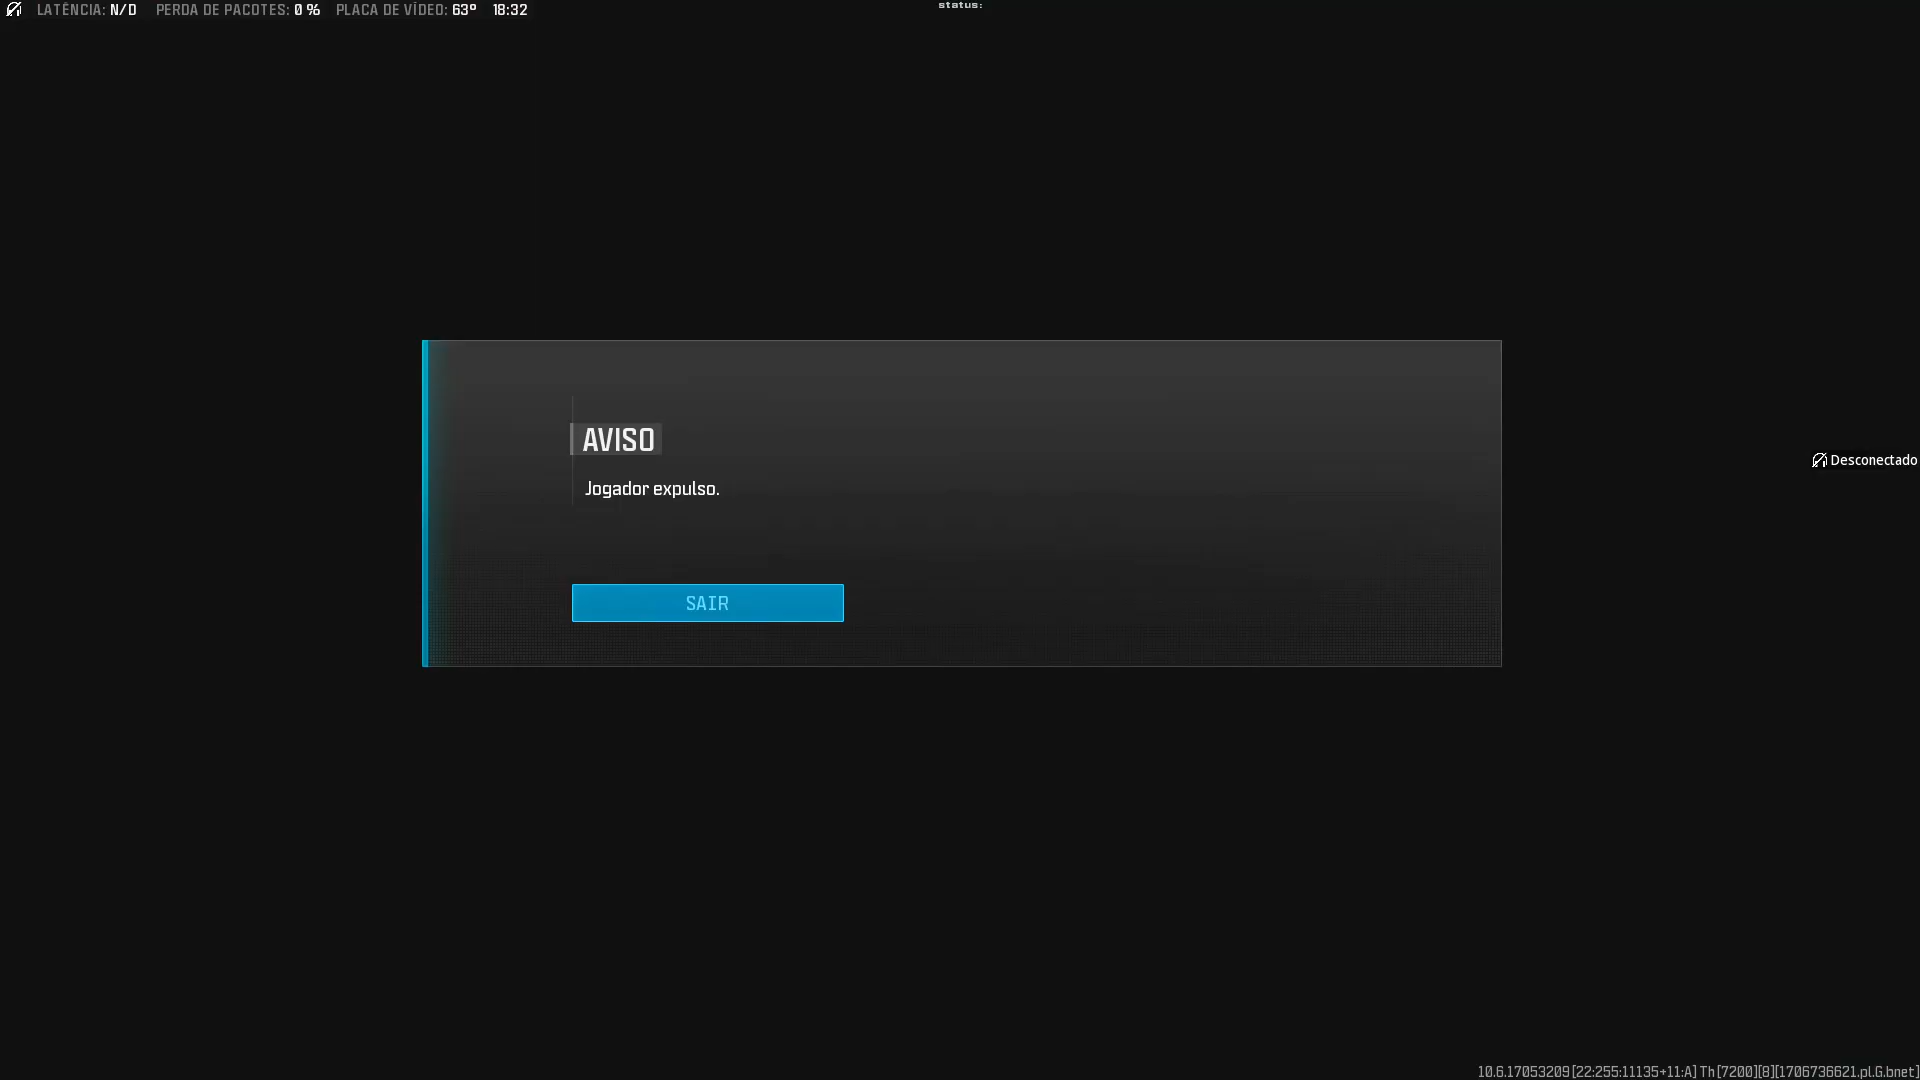 LATÊNCIA: N/D PERDA DE PACOTES: 0 % PLACA DE VÍDEO: 63° 18:32
status:
AVISO
Desconectado
Jogador expulso.
SAIR
10.6.17053209[22:255:11135+11:A] Th[7200][8][1706736621.pl.G.bnet]